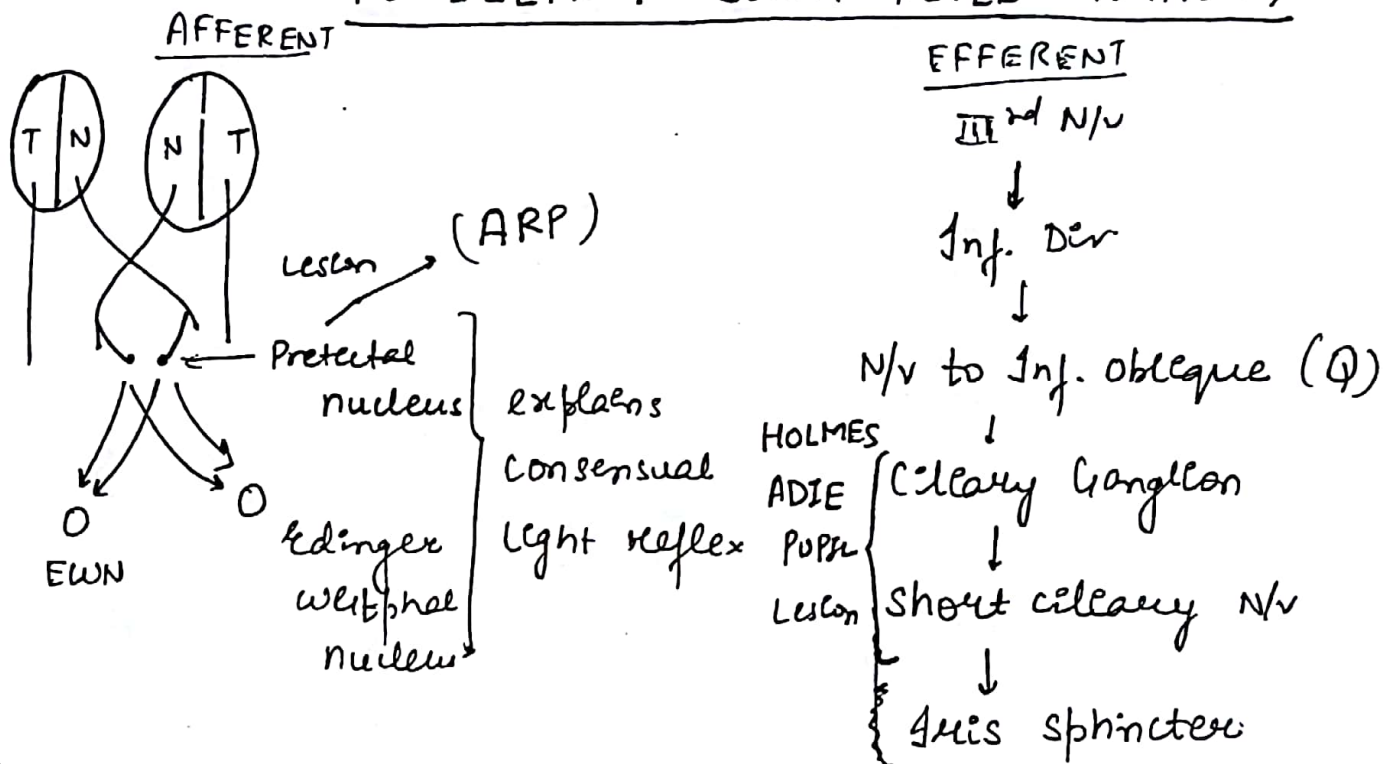 AFFERENT
T N N T
Lesion (ARP)
Pretectal
nucleus
explains
consensual
light reflex
Edinger
Westphal
nucleus
O O
EWN
EFFERENT
IIIrd N/v
↓
Inf. Div
↓
N/v to Inf. oblique (Q)
↓
HOLMES
ADIE
PUPIL
Lesion
Ciliary Ganglion
↓
Short ciliary N/v
↓
Iris sphincter